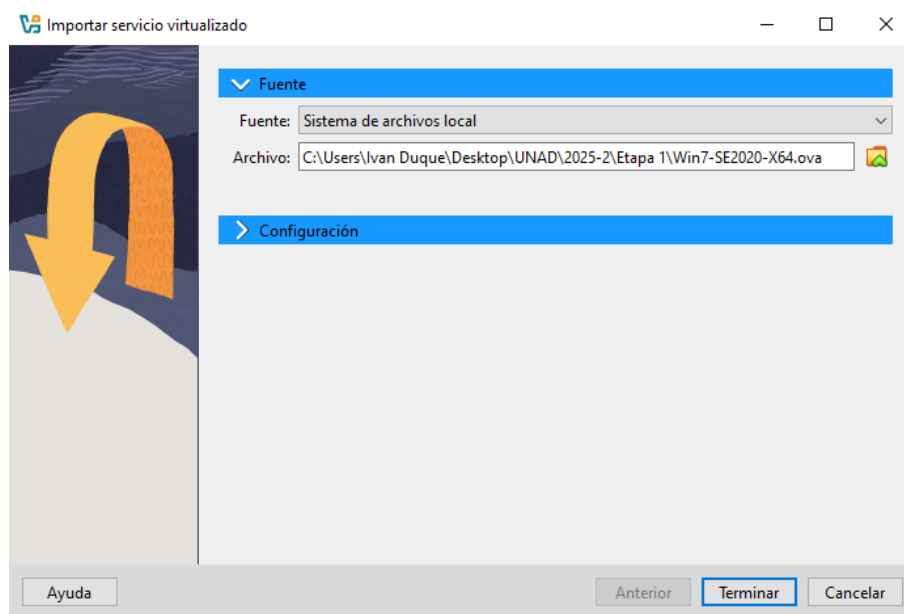 Importar servicio virtualizado
Fuente
Fuente: Sistema de archivos local
Archivo: C:\Users\Ivan Duque\Desktop\UNAD\2025-2\Etapa 1\Win7-SE2020-X64.ova
Configuración
Ayuda Anterior Terminar Cancelar